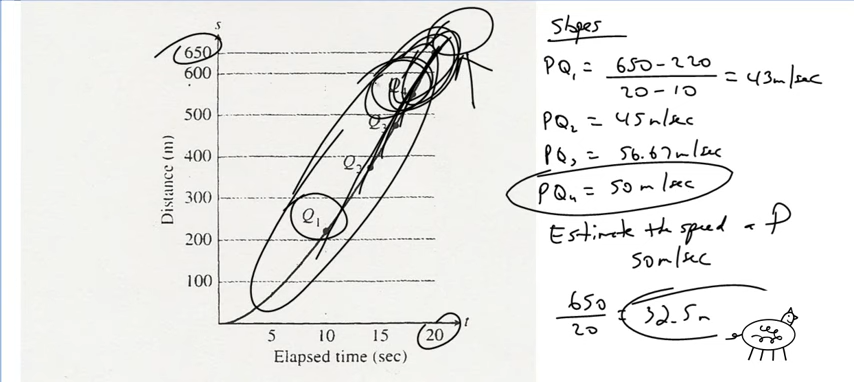 s
650
600
500
400
300
200
100
Distance (m)
Q1
Q2
Q3
5 10 15 20 t
Elapsed time (sec)
Slopes
PQ1 = 650-220 / 20-10 = 43m/sec
PQ2 = 45m/sec
PQ3 = 56.67m/sec
PQ4 = 50m/sec
Estimate the speed @ P
50m/sec
650 / 20 = 32.5m